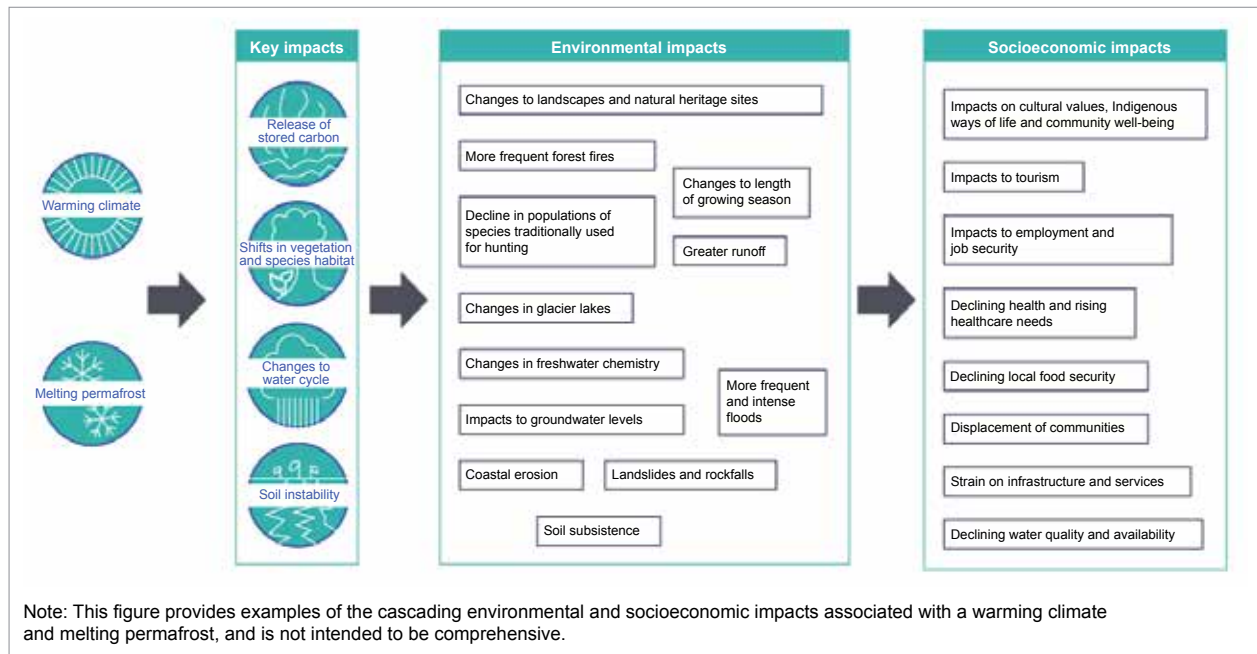 Key impacts
Environmental impacts
Socioeconomic impacts
Warming climate
Melting permafrost
Release of
stored carbon
Shifts in vegetation
and species habitat
Changes to
water cycle
Soil instability
Changes to landscapes and natural heritage sites
More frequent forest fires
Changes to length
of growing season
Decline in populations of
species traditionally used
for hunting
Greater runoff
Changes in glacier lakes
Changes in freshwater chemistry
More frequent
and intense
floods
Impacts to groundwater levels
Coastal erosion
Landslides and rockfalls
Soil subsistence
Impacts on cultural values, Indigenous
ways of life and community well-being
Impacts to tourism
Impacts to employment and
job security
Declining health and rising
healthcare needs
Declining local food security
Displacement of communities
Strain on infrastructure and services
Declining water quality and availability
Note: This figure provides examples of the cascading environmental and socioeconomic impacts associated with a warming climate
and melting permafrost, and is not intended to be comprehensive.